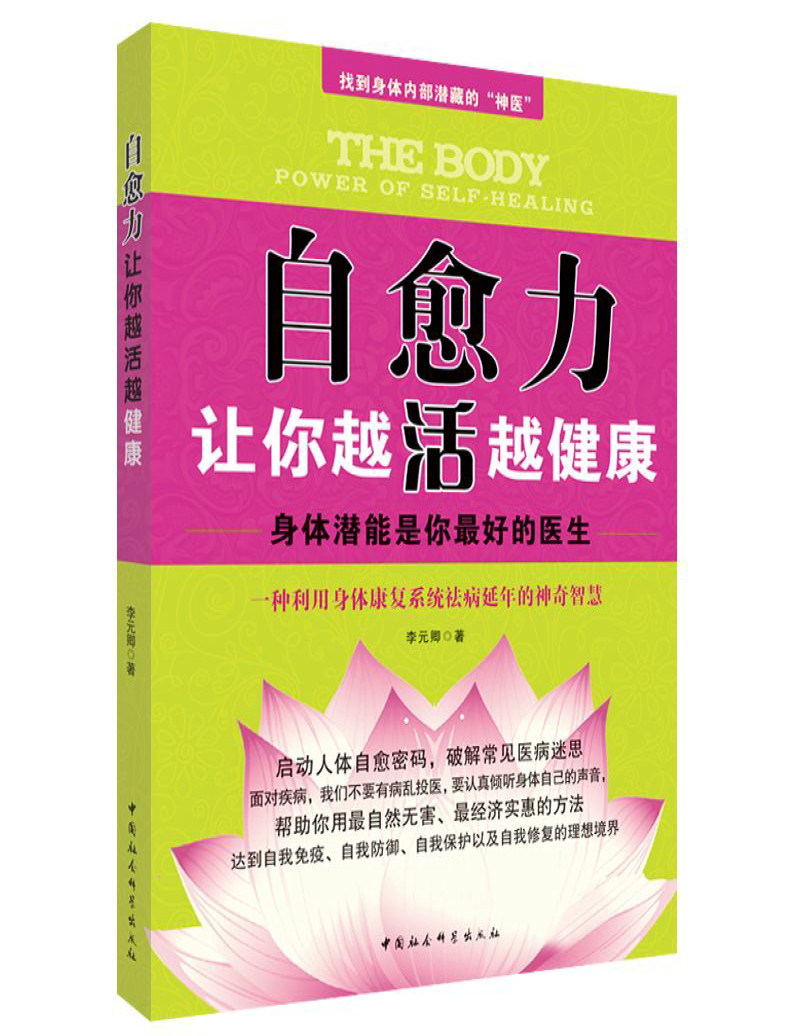 找到身体内部潜藏的“神医”
THE BODY
POWER OF SELF-HEALING
自愈力
让你越活越健康
身体潜能是你最好的医生
一种利用身体康复系统祛病延年的神奇智慧
李元卿◎著
启动人体自愈密码，破解常见医病迷思
面对疾病，我们不要有病乱投医，要认真倾听身体自己的声音，
帮助你用最自然无害、最经济实惠的方法
达到自我免疫、自我防御、自我保护以及自我修复的理想境界
中国社会科学出版社
自愈力让你越活越健康
李元卿◎著
中国社会科学出版社